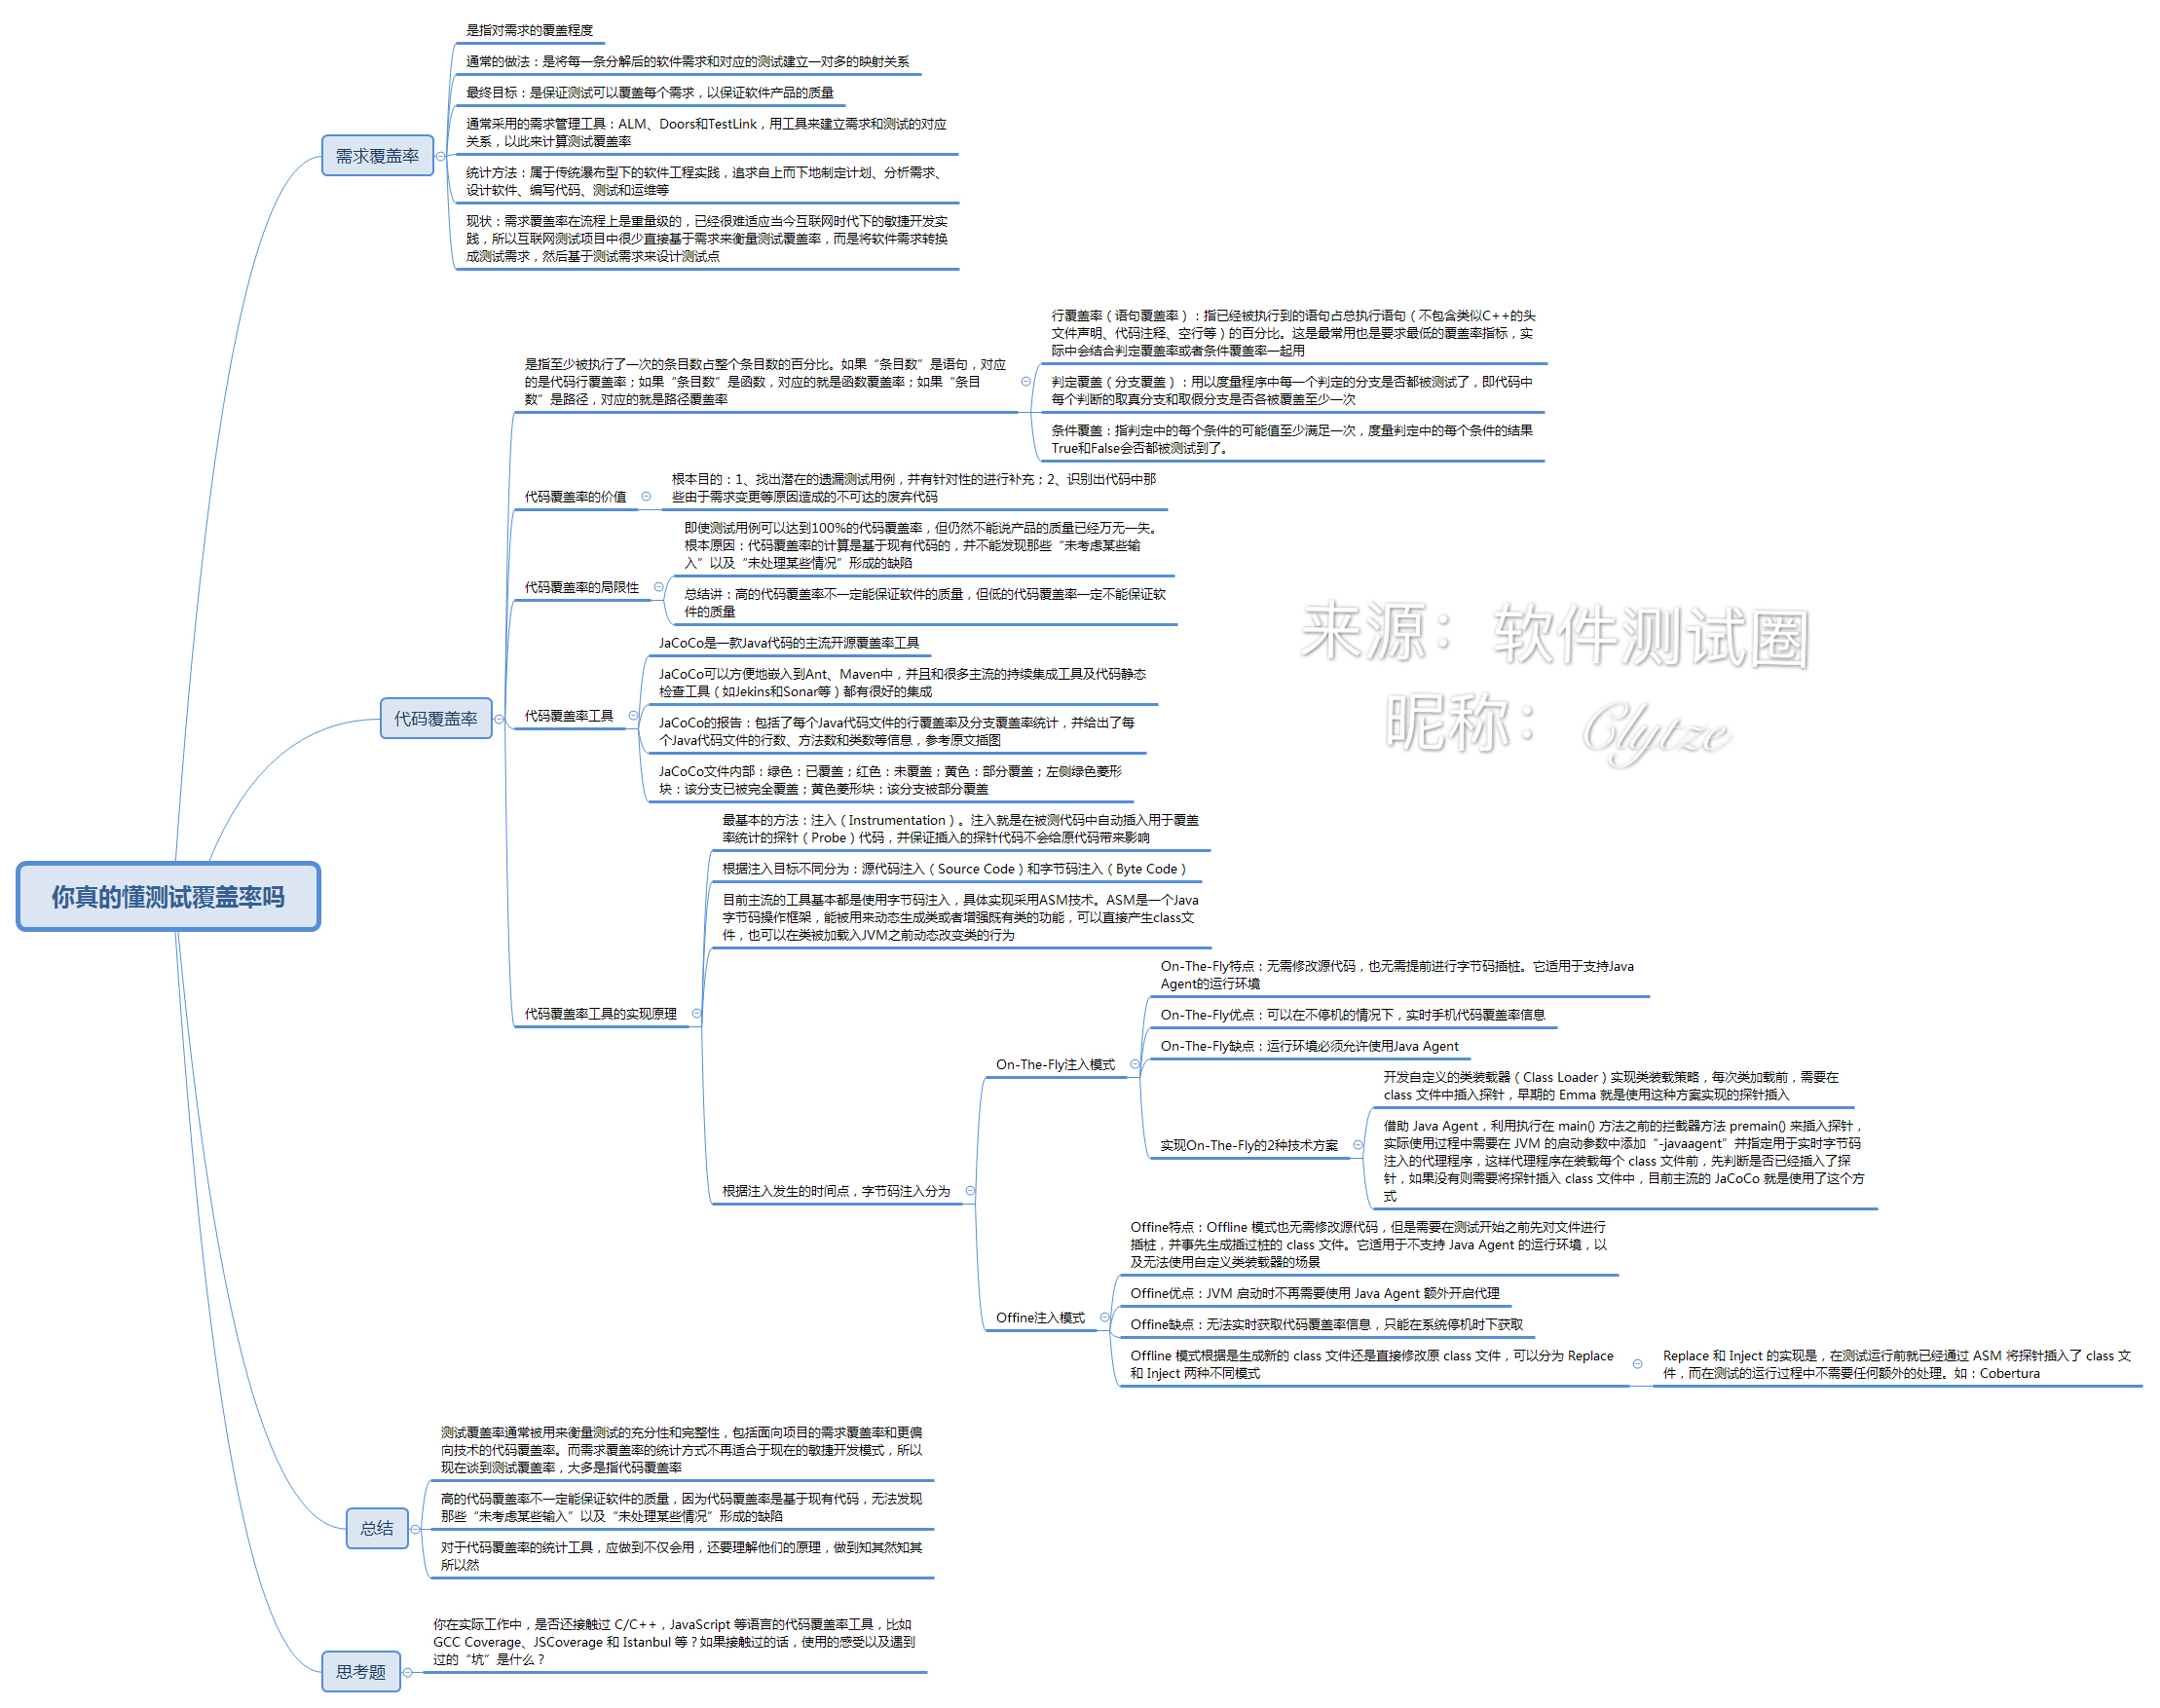 是指对需求的覆盖程度
通常的做法：是将每一条分解后的软件需求和对应的测试建立一对多的映射关系
最终目标：是保证测试可以覆盖每个需求，以保证软件产品的质量
通常采用的需求管理工具：ALM、Doors和TestLink，用工具来建立需求和测试的对应
关系，以此来计算测试覆盖率
需求覆盖率
统计方法：属于传统瀑布型下的软件工程实践，追求自上而下地制定计划、分析需求、
设计软件、编写代码、测试和运维等
现状：需求覆盖率在流程上是重量级的，已经很难适应当今互联网时代下的敏捷开发实
践，所以互联网测试项目中很少直接基于需求来衡量测试覆盖率，而是将软件需求转换
成测试需求，然后基于测试需求来设计测试点
是指至少被执行了一次的条目数占整个条目数的百分比。如果“条目数”是语句，对应
的是代码行覆盖率；如果“条目数”是函数，对应的就是函数覆盖率；如果“条目
数”是路径，对应的就是路径覆盖率
行覆盖率（语句覆盖率）：指已经被执行到的语句占总执行语句（不包含类似C++的头
文件声明、代码注释、空行等）的百分比。这是最常用也是要求最低的覆盖率指标，实
际中会结合判定覆盖率或者条件覆盖率一起用
判定覆盖（分支覆盖）：用以度量程序中每一个判定的分支是否都被测试了，即代码中
每个判断的取真分支和取假分支是否各被覆盖至少一次
条件覆盖：指判定中的每个条件的可能值至少满足一次，度量判定中的每个条件的结果
True和False会否都被测试到了。
代码覆盖率的价值
根本目的：1、找出潜在的遗漏测试用例，并有针对性的进行补充；2、识别出代码中那
些由于需求变更等原因造成的不可达的废弃代码
代码覆盖率的局限性
即使测试用例可以达到100%的代码覆盖率，但仍然不能说产品的质量已经万无一失。
根本原因：代码覆盖率的计算是基于现有代码的，并不能发现那些“未考虑某些输
入”以及“未处理某些情况”形成的缺陷
总结讲：高的代码覆盖率不一定能保证软件的质量，但低的代码覆盖率一定不能保证软
件的质量
来源：软件测试圈
昵称：Clytze
代码覆盖率
代码覆盖率工具
JaCoCo是一款Java代码的主流开源覆盖率工具
JaCoCo可以方便地嵌入到Ant、Maven中，并且和很多主流的持续集成工具及代码静态
检查工具（如Jekins和Sonar等）都有很好的集成
JaCoCo的报告：包括了每个Java代码文件的行覆盖率及分支覆盖率统计，并给出了每
个Java代码文件的行数、方法数和类数等信息，参考原文插图
JaCoCo文件内部：绿色：已覆盖；红色：未覆盖；黄色：部分覆盖；左侧绿色菱形
块：该分支已被完全覆盖；黄色菱形块：该分支被部分覆盖
你真的懂测试覆盖率吗
代码覆盖率工具的实现原理
最基本的方法：注入（Instrumentation）。注入就是在被测代码中自动插入用于覆盖
率统计的探针（Probe）代码，并保证插入的探针代码不会给原代码带来影响
根据注入目标不同分为：源代码注入（Source Code）和字节码注入（Byte Code）
目前主流的工具基本都是使用字节码注入，具体实现采用ASM技术。ASM是一个Java
字节码操作框架，能被用来动态生成类或者增强既有类的功能，可以直接产生class文
件，也可以在类被加载入JVM之前动态改变类的行为
根据注入发生的时间点，字节码注入分为
On-The-Fly注入模式
On-The-Fly特点：无需修改源代码，也无需提前进行字节码插桩。它适用于支持Java
Agent的运行环境
On-The-Fly优点：可以在不停机的情况下，实时手机代码覆盖率信息
On-The-Fly缺点：运行环境必须允许使用Java Agent
实现On-The-Fly的2种技术方案
开发自定义的类装载器（Class Loader）实现类装载策略，每次类加载前，需要在
class 文件中插入探针，早期的 Emma 就是使用这种方案实现的探针插入
借助 Java Agent，利用执行在 main() 方法之前的拦截器方法 premain() 来插入探针，
实际使用过程中需要在 JVM 的启动参数中添加“-javaagent”并指定用于实时字节码
注入的代理程序，这样代理程序在装载每个 class 文件前，先判断是否已经插入了探
针，如果没有则需要将探针插入 class 文件中，目前主流的 JaCoCo 就是使用了这个方
式
Offine注入模式
Offine特点：Offline 模式也无需修改源代码，但是需要在测试开始之前先对文件进行
插桩，并事先生成插过桩的 class 文件。它适用于不支持 Java Agent 的运行环境，以
及无法使用自定义类装载器的场景
Offine优点：JVM 启动时不再需要使用 Java Agent 额外开启代理
Offine缺点：无法实时获取代码覆盖率信息，只能在系统停机时下获取
Offline 模式根据是生成新的 class 文件还是直接修改原 class 文件，可以分为 Replace
和 Inject 两种不同模式
Replace 和 Inject 的实现是，在测试运行前就已经通过 ASM 将探针插入了 class 文
件，而在测试的运行过程中不需要任何额外的处理。如：Cobertura
总结
测试覆盖率通常被用来衡量测试的充分性和完整性，包括面向项目的需求覆盖率和更偏
向技术的代码覆盖率。而需求覆盖率的统计方式不再适合于现在的敏捷开发模式，所以
现在谈到测试覆盖率，大多是指代码覆盖率
高的代码覆盖率不一定能保证软件的质量，因为代码覆盖率是基于现有代码，无法发现
那些“未考虑某些输入”以及“未处理某些情况”形成的缺陷
对于代码覆盖率的统计工具，应做到不仅会用，还要理解他们的原理，做到知其然知其
所以然
思考题
你在实际工作中，是否还接触过 C/C++，JavaScript 等语言的代码覆盖率工具，比如
GCC Coverage、JSCoverage 和 Istanbul 等？如果接触过的话，使用的感受以及遇到
过的“坑”是什么？